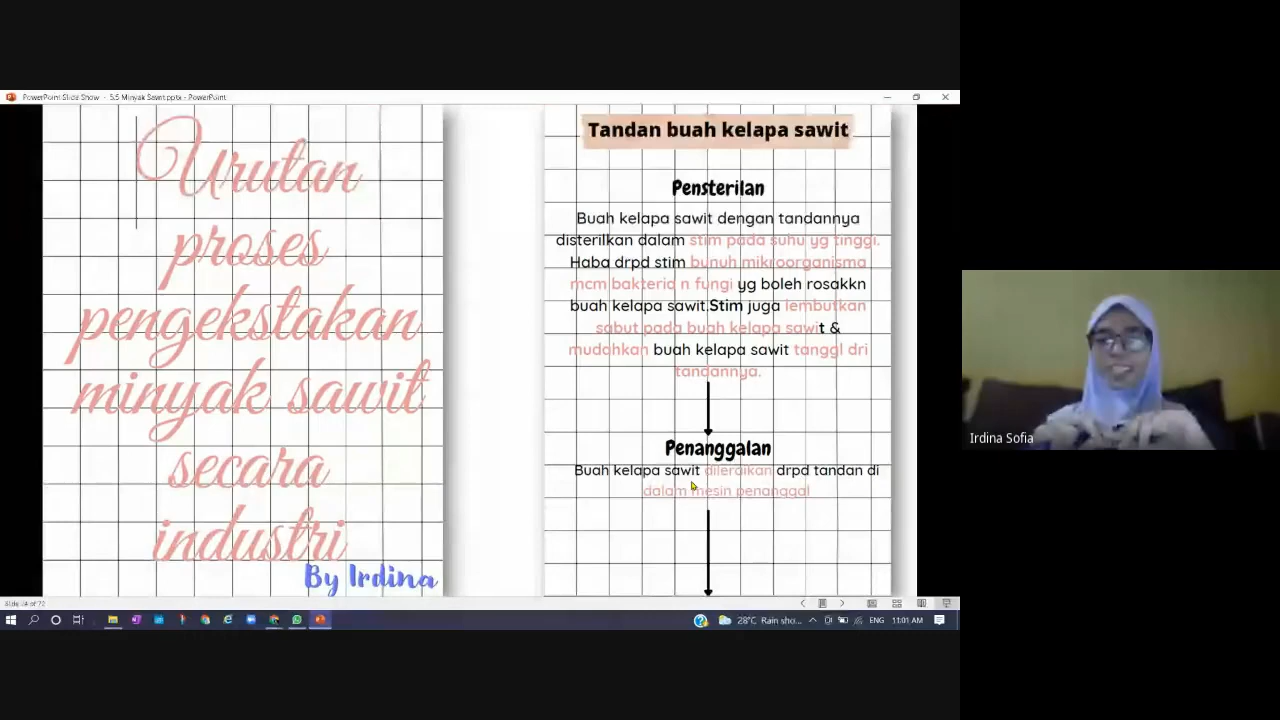 PowerPoint Slide Show - 5.5 Minyak Sawit.pptx - PowerPoint
Urutan
proses
pengekstakan
minyak sawit
secara
industri
By Irdina
Tandan buah kelapa sawit
Pensterilan
Buah kelapa sawit dengan tandannya
disterilkan dalam stim pada suhu yg tinggi.
Haba drpd stim bunuh mikroorganisma
mcm bakteria n fungi yg boleh rosakkn
buah kelapa sawit.Stim juga lembutkan
sabut pada buah kelapa sawit &
mudahkan buah kelapa sawit tanggl dri
tandannya.
Penanggalan
Buah kelapa sawit dileraikan drpd tandan di
dalam mesin penanggal
Irdina Sofia
28°C Rain sho... ENG 11:01 AM